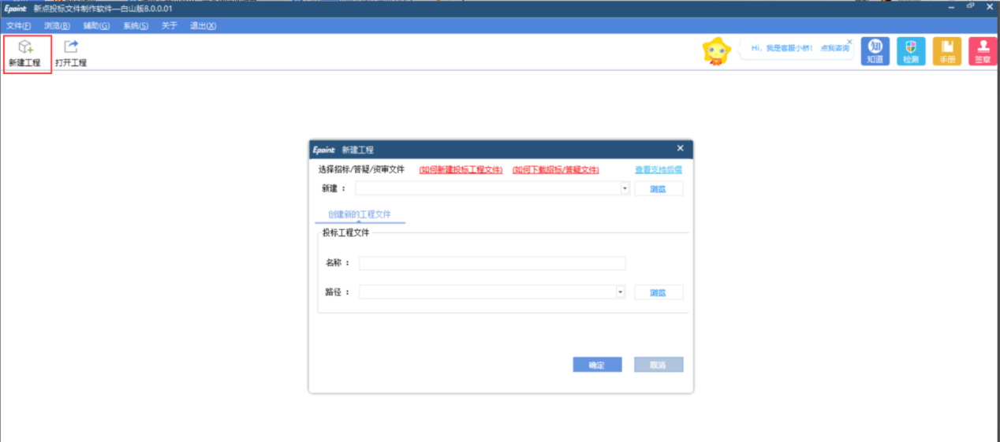 Epoint 新点投标文件制作软件—白山版8.0.0.01
文件(F) 浏览(B) 辅助(G) 系统(S) 关于 退出(X)
新建工程 打开工程
Hi，我是客服小桥！ 点我咨询
知
知道 检测 手册 签章
Epoint 新建工程
选择招标/答疑/资审文件 (如何新建投标工程文件) (如何下载招标/答疑文件) 查看支持后缀
新建： 浏览
创建新的工程文件
投标工程文件
名称：
路径： 浏览
确定 取消